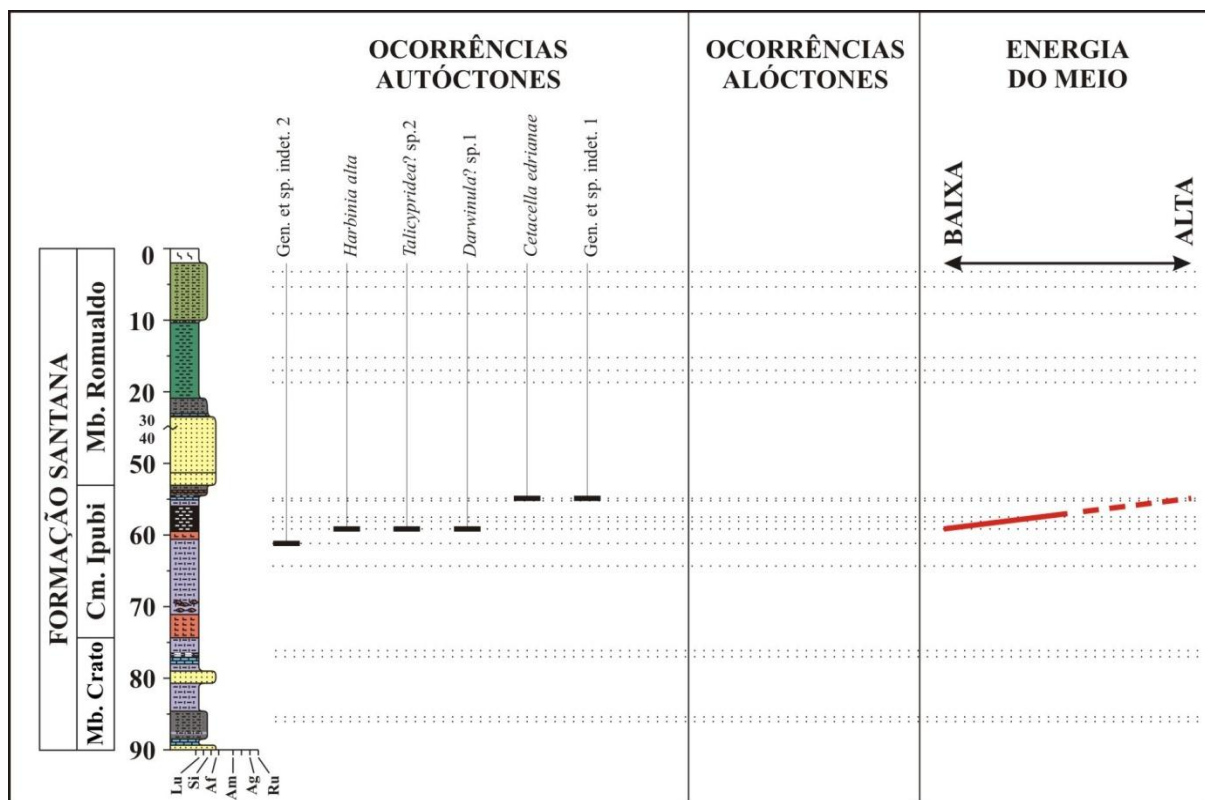 OCORRÊNCIAS
AUTÓCTONES
OCORRÊNCIAS
ALÓCTONES
ENERGIA
DO MEIO
Gen. et sp. indet. 2
Harbinia alta
Talicypridea? sp.2
Darwinula? sp.1
Cetacella edrianae
Gen. et sp. indet. 1
BAIXA
ALTA
FORMAÇÃO SANTANA
Mb. Romualdo
Cm. Ipubi
Mb. Crato
0
10
20
30
40
50
60
70
80
90
Lu
Si
Af
Am
Ag
Ru